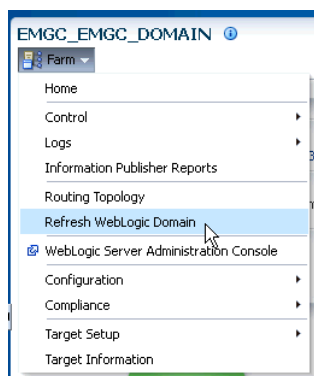 EMGC_EMGC_DOMAIN
Farm
Home
Control
Logs
Information Publisher Reports
Routing Topology
Refresh WebLogic Domain
WebLogic Server Administration Console
Configuration
Compliance
Target Setup
Target Information